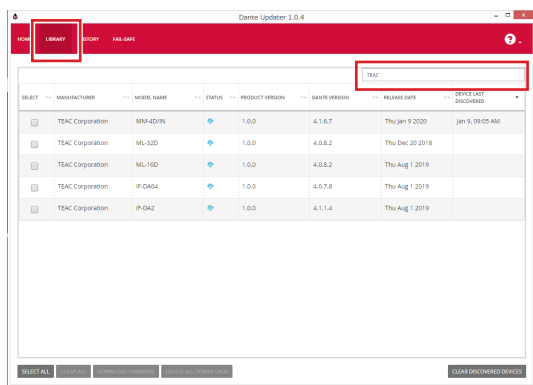 Dante Updater 1.0.4
HOME LIBRARY HISTORY FAIL-SAFE ?
TEAC
SELECT MANUFACTURER MODEL NAME STATUS PRODUCT VERSION DANTE VERSION RELEASE DATE DEVICE LAST DISCOVERED
TEAC Corporation MM-4D/IN 1.0.0 4.1.6.7 Thu Jan 9 2020 Jan 9, 09:05 AM
TEAC Corporation ML-32D 1.0.0 4.0.8.2 Thu Dec 20 2018
TEAC Corporation ML-16D 1.0.0 4.0.8.2 Thu Aug 1 2019
TEAC Corporation IF-DA64 1.0.0 4.0.7.8 Thu Aug 1 2019
TEAC Corporation IF-DA2 1.0.0 4.1.1.4 Thu Aug 1 2019
SELECT ALL CLEAR ALL DOWNLOAD FIRMWARE DELETE ALL DOWNLOADS CLEAR DISCOVERED DEVICES